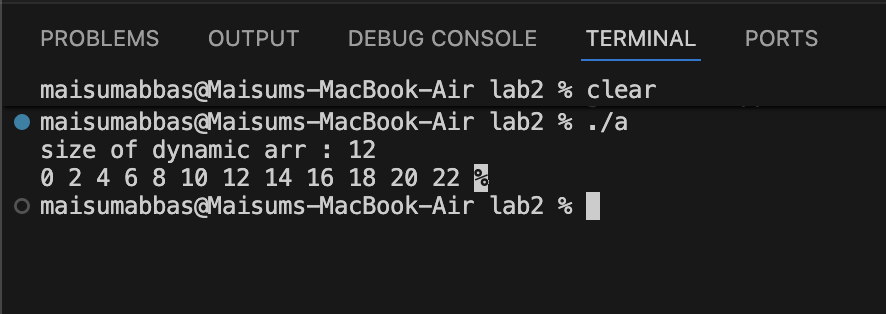 PROBLEMS OUTPUT DEBUG CONSOLE TERMINAL PORTS
maisumabbas@Maisums-MacBook-Air lab2 % clear
maisumabbas@Maisums-MacBook-Air lab2 % ./a
size of dynamic arr : 12
0 2 4 6 8 10 12 14 16 18 20 22 %
maisumabbas@Maisums-MacBook-Air lab2 %